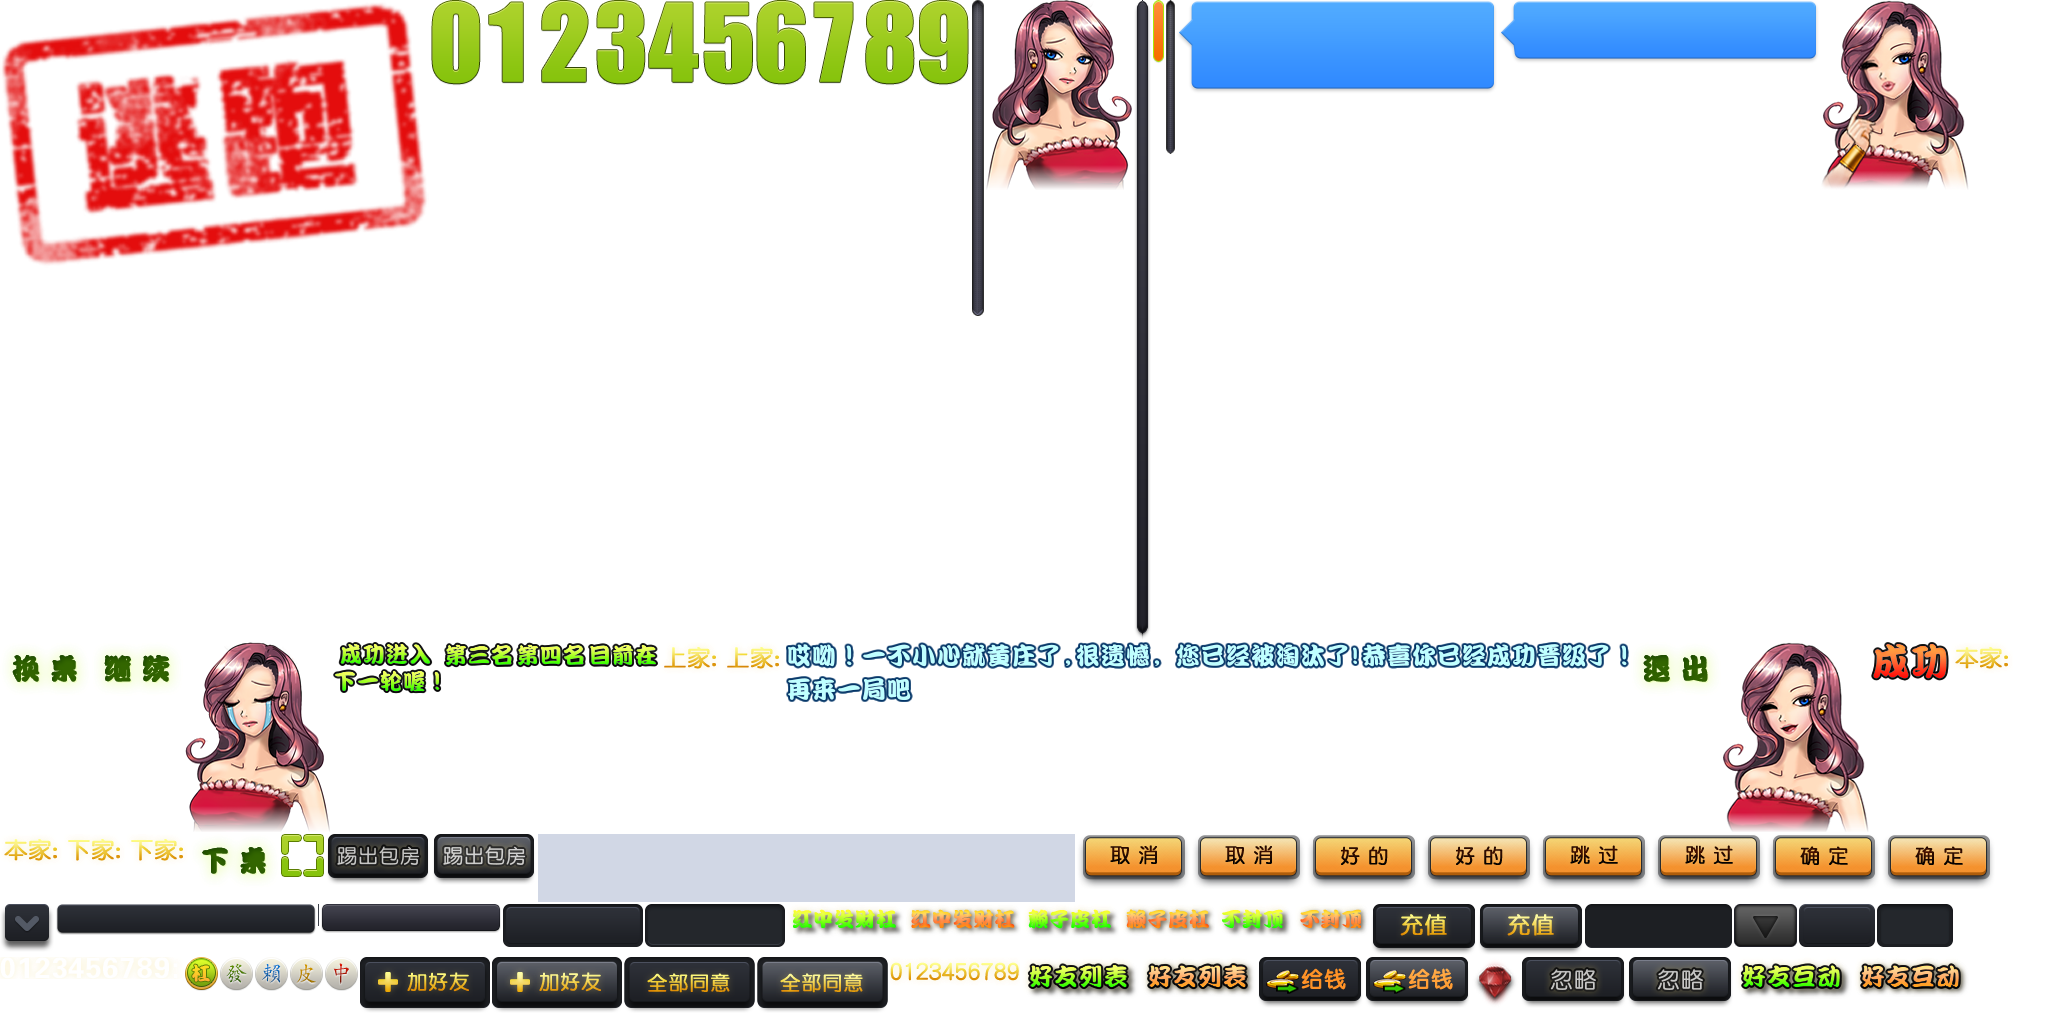 逃跑
0123456789
换桌
继续
成功进入
下一轮喔！
第三名第四名目前在
上家:
上家:
哎呦！一不小心就黄庄了,
再来一局吧
很遗憾，您已经被淘汰了!
恭喜你已经成功晋级了！
退出
成功
本家:
本家:
下家:
下家:
下桌
踢出包房
踢出包房
取消
取消
好的
好的
跳过
跳过
确定
确定
红中发财杠
红中发财杠
赖子皮杠
赖子皮杠
不封顶
不封顶
充值
充值
0123456789
杠
發
賴
皮
中
加好友
加好友
全部同意
全部同意
0123456789
好友列表
好友列表
给钱
给钱
忽略
忽略
好友互动
好友互动